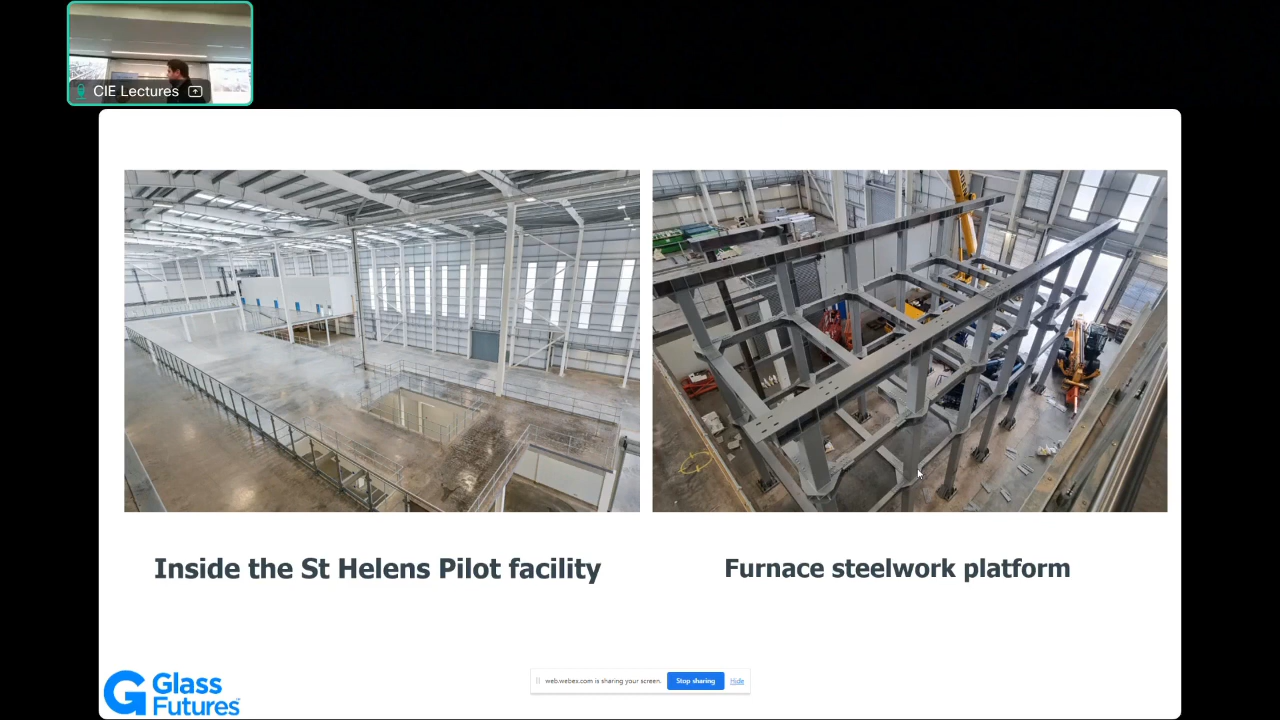 CIE Lectures
Inside the St Helens Pilot facility
Furnace steelwork platform
Glass
Futures
web.webex.com is sharing your screen.
Stop sharing
Hide